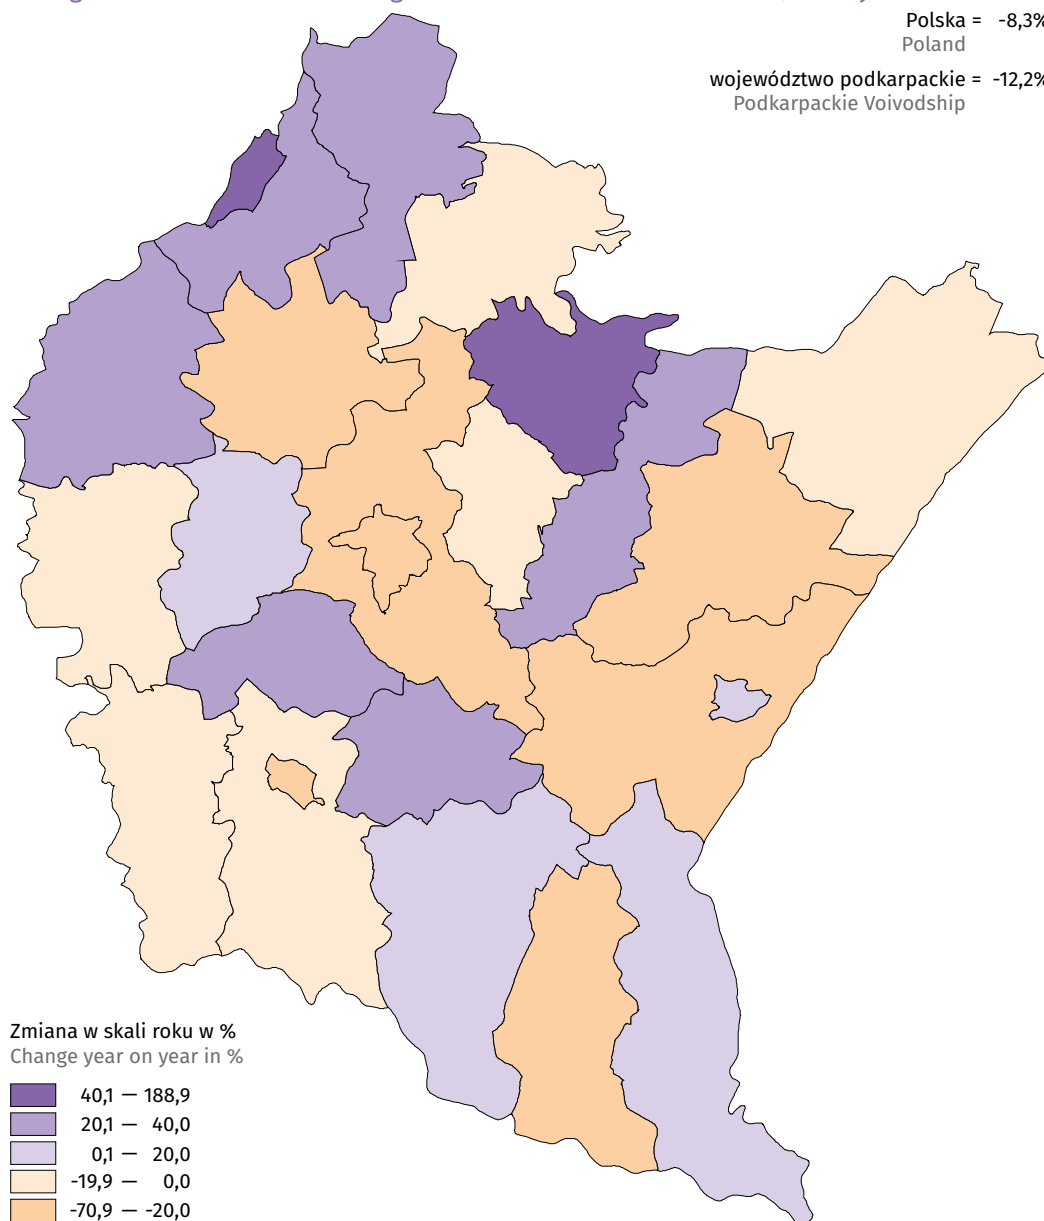 Polska = -8,3%
Poland
województwo podkarpackie = -12,2%
Podkarpackie Voivodship
Zmiana w skali roku w %
Change year on year in %
40,1 — 188,9
20,1 — 40,0
0,1 — 20,0
-19,9 — 0,0
-70,9 — -20,0